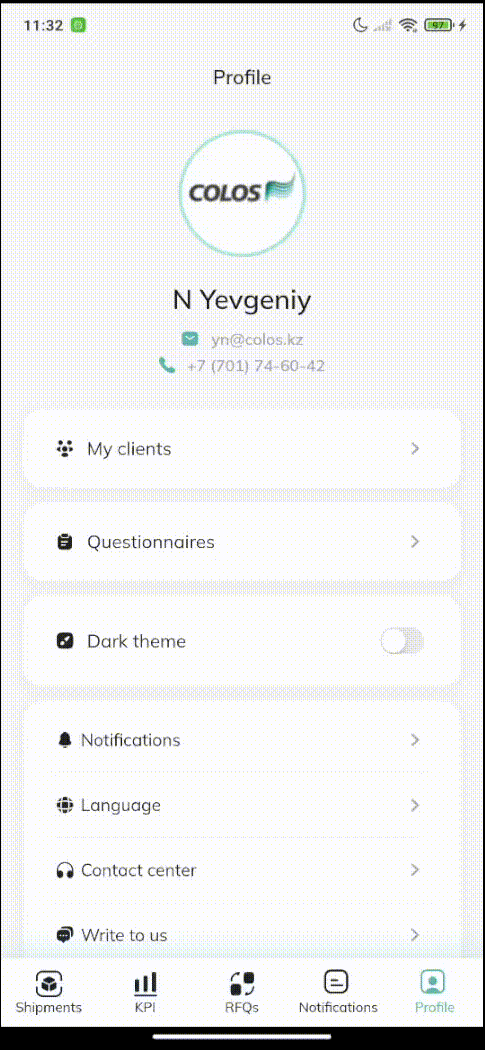 11:32
97
Profile
COLOS
N Yevgeniy
yn@colos.kz
+7 (701) 74-60-42
My clients
Questionnaires
Dark theme
Notifications
Language
Contact center
Write to us
Shipments KPI RFQs Notifications Profile